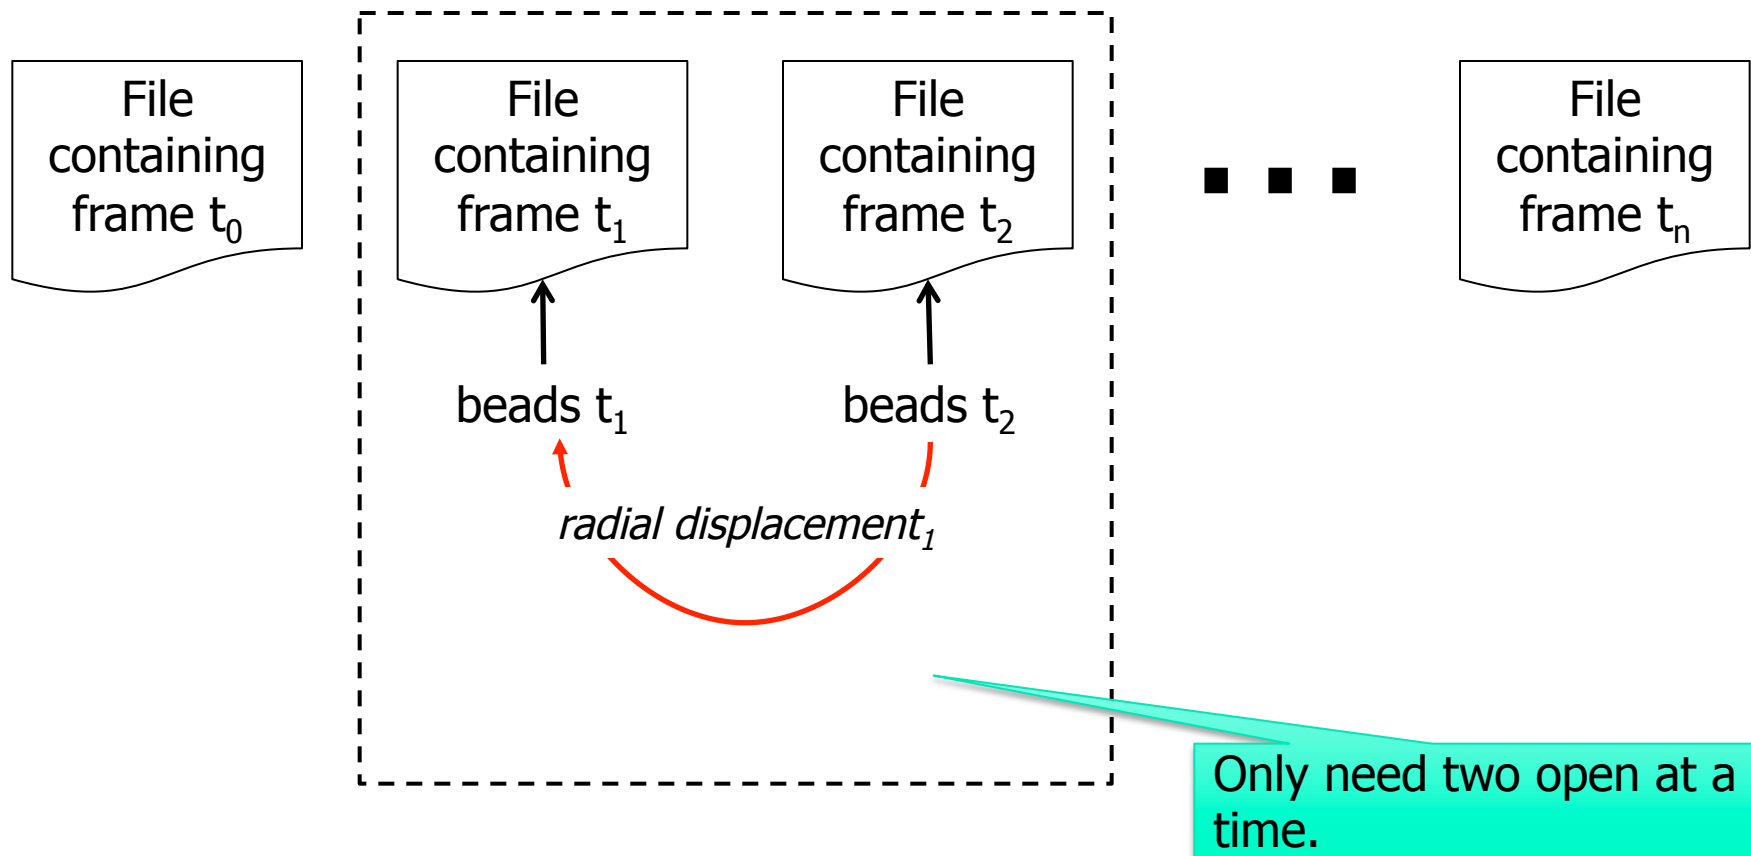 File
containing
frame t₀
File
containing
frame t₁
File
containing
frame t₂
File
containing
frame tₙ
beads t₁
beads t₂
radial displacement₁
Only need two open at a
time.